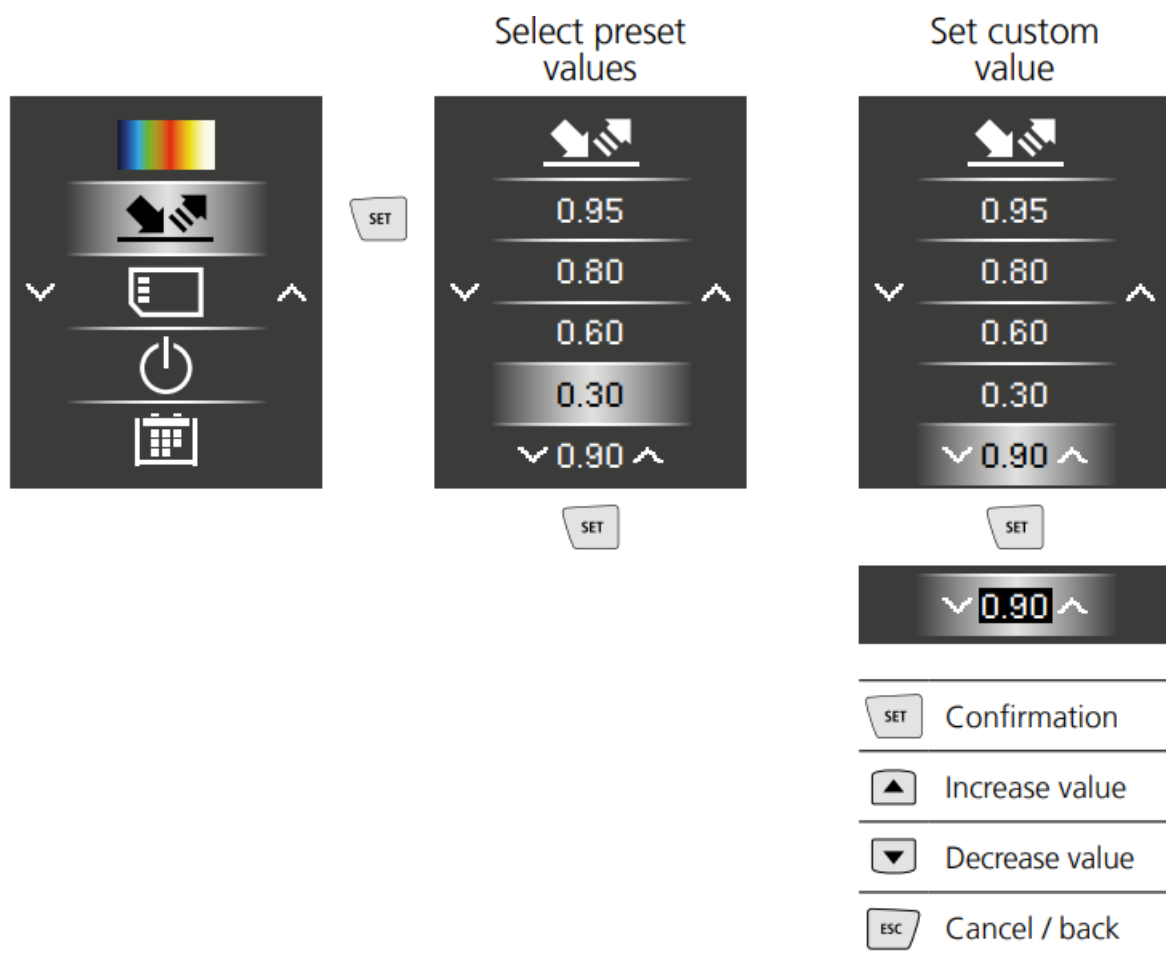 Select preset
values
Set custom
value
SET
0.95
0.80
0.60
0.30
0.90
SET
0.95
0.80
0.60
0.30
0.90
SET
0.90
SET Confirmation
Increase value
Decrease value
ESC Cancel / back